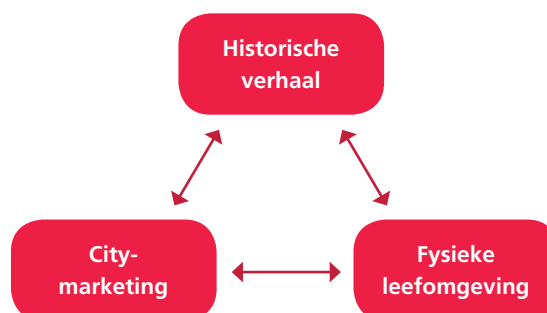 Historische
verhaal
City-
marketing
Fysieke
leefomgeving